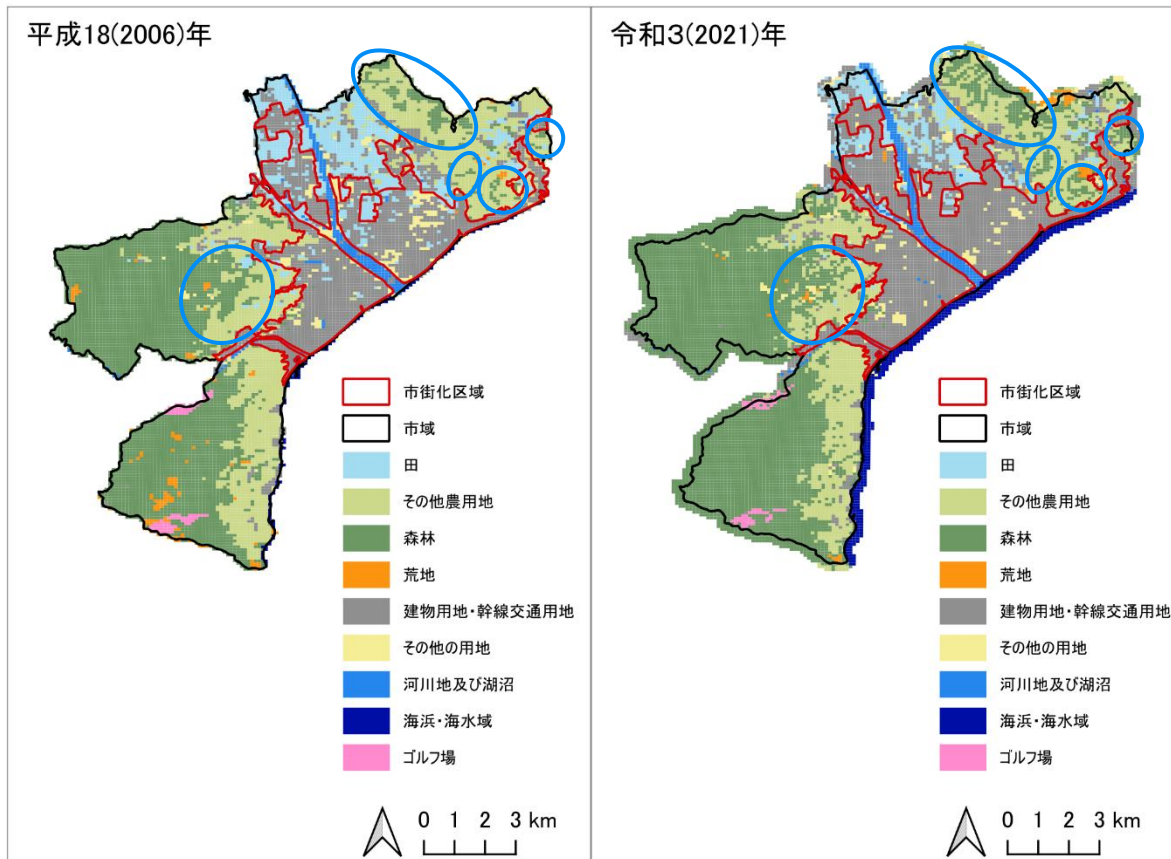 平成18(2006)年
市街化区域
市域
田
その他農用地
森林
荒地
建物用地・幹線交通用地
その他の用地
河川地及び湖沼
海浜・海水域
ゴルフ場
0 1 2 3 km
令和3(2021)年
市街化区域
市域
田
その他農用地
森林
荒地
建物用地・幹線交通用地
その他の用地
河川地及び湖沼
海浜・海水域
ゴルフ場
0 1 2 3 km